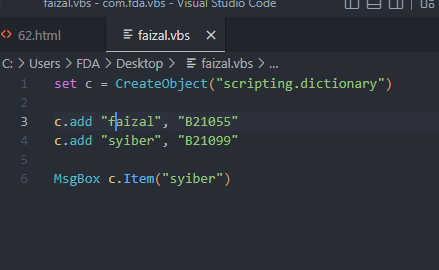 faizal.vbs - com.fda.vbs - Visual Studio Code
62.html faizal.vbs
C: > Users > FDA > Desktop > faizal.vbs > ...
1 set c = CreateObject("scripting.dictionary")
2
3 c.add "faizal", "B21055"
4 c.add "syiber", "B21099"
5
6 MsgBox c.Item("syiber")